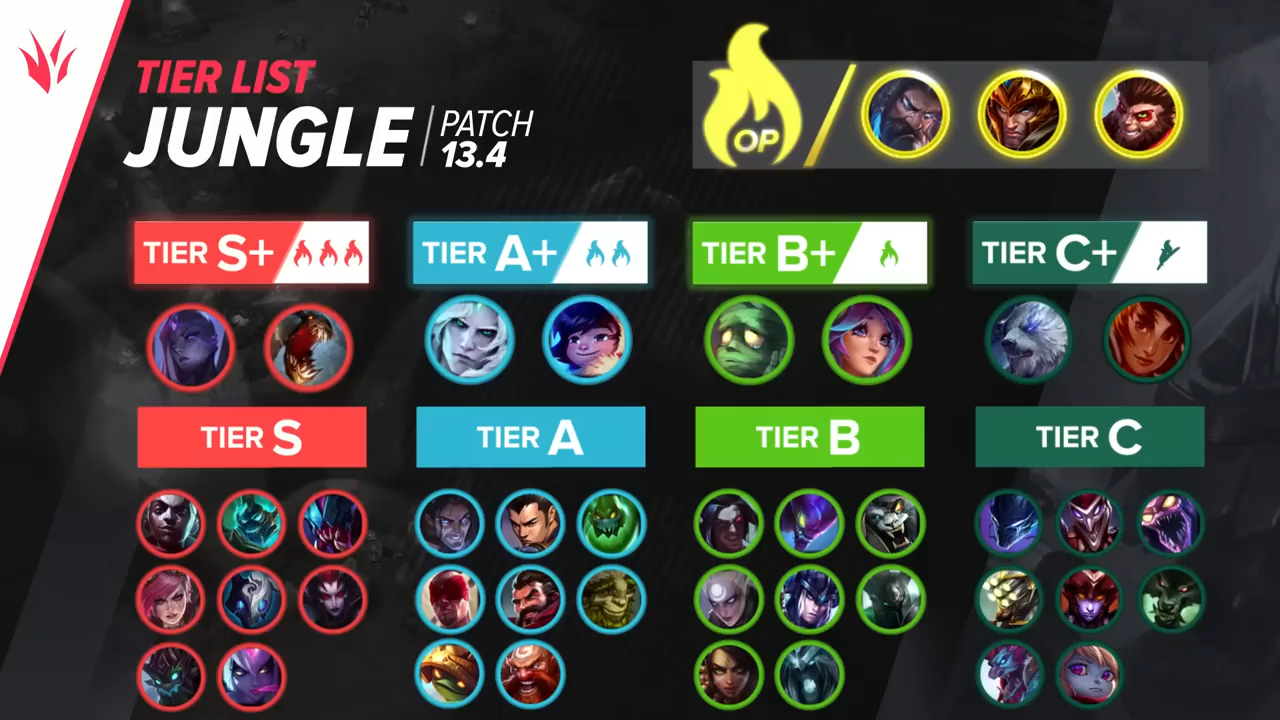 TIER LIST
JUNGLE
PATCH
13.4
OP
TIER S+
TIER A+
TIER B+
TIER C+
TIER S
TIER A
TIER B
TIER C